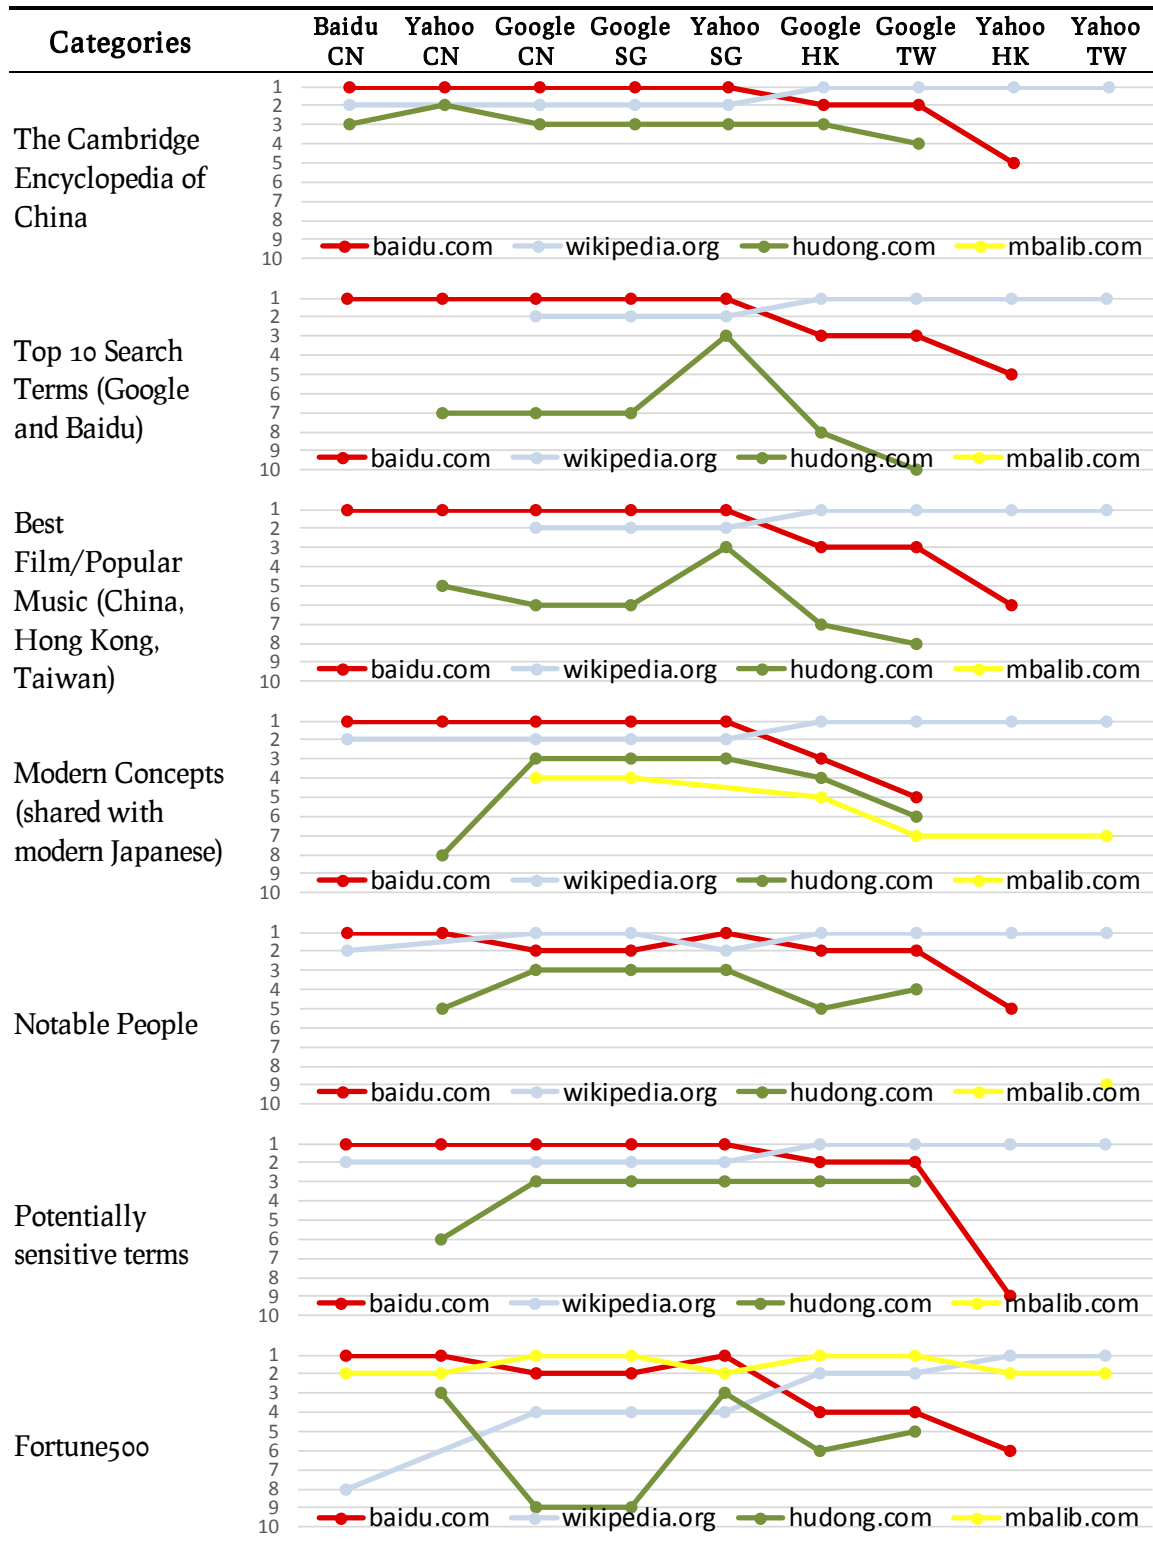 Categories
Baidu CN
Yahoo CN
Google CN
Google SG
Yahoo SG
Google HK
Google TW
Yahoo HK
Yahoo TW
The Cambridge
Encyclopedia of
China
1
2
3
4
5
6
7
8
9
10
baidu.com wikipedia.org hudong.com mbalib.com
Top 10 Search
Terms (Google
and Baidu)
1
2
3
4
5
6
7
8
9
10
baidu.com wikipedia.org hudong.com mbalib.com
Best
Film/Popular
Music (China,
Hong Kong,
Taiwan)
1
2
3
4
5
6
7
8
9
10
baidu.com wikipedia.org hudong.com mbalib.com
Modern Concepts
(shared with
modern Japanese)
1
2
3
4
5
6
7
8
9
10
baidu.com wikipedia.org hudong.com mbalib.com
Notable People
1
2
3
4
5
6
7
8
9
10
baidu.com wikipedia.org hudong.com mbalib.com
Potentially
sensitive terms
1
2
3
4
5
6
7
8
9
10
baidu.com wikipedia.org hudong.com mbalib.com
Fortune500
1
2
3
4
5
6
7
8
9
10
baidu.com wikipedia.org hudong.com mbalib.com